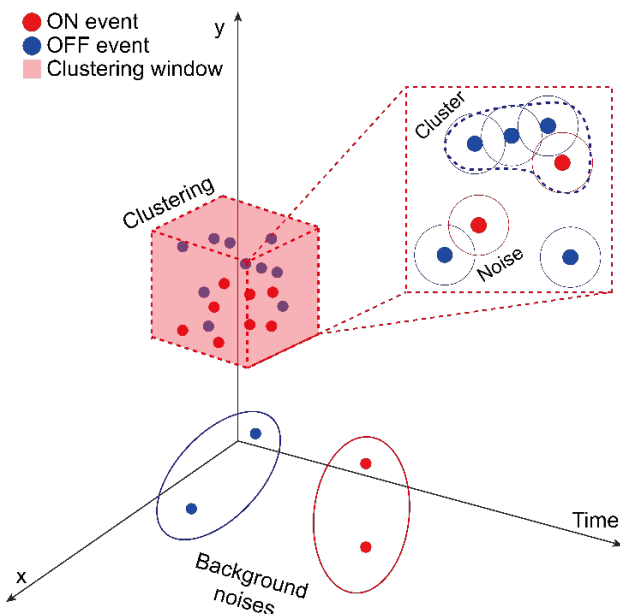 ON event
OFF event
Clustering window
y
Clustering
Cluster
Noise
Time
x
Background
noises